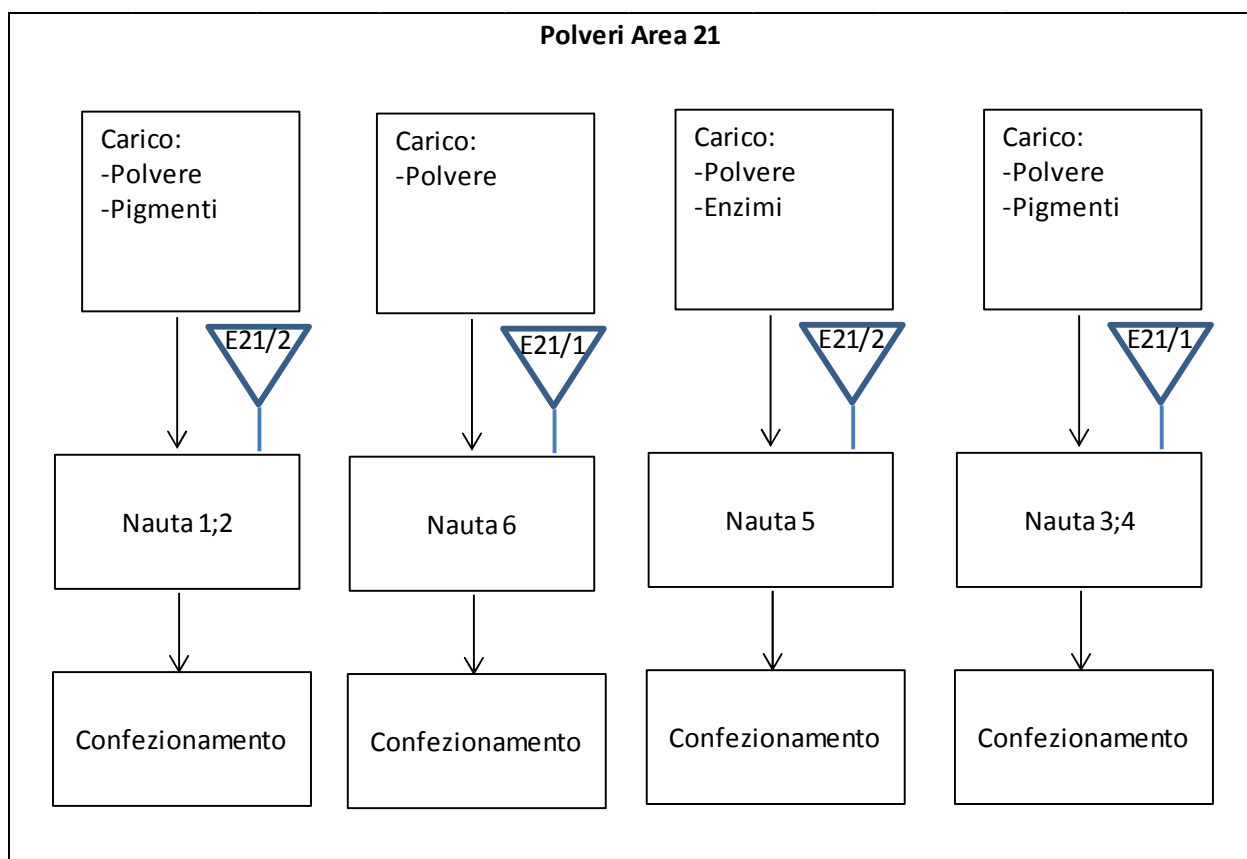 Polveri Area 21
Carico:
-Polvere
-Pigmenti
E21/2
Nauta 1;2
Confezionamento
Carico:
-Polvere
E21/1
Nauta 6
Confezionamento
Carico:
-Polvere
-Enzimi
E21/2
Nauta 5
Confezionamento
Carico:
-Polvere
-Pigmenti
E21/1
Nauta 3;4
Confezionamento